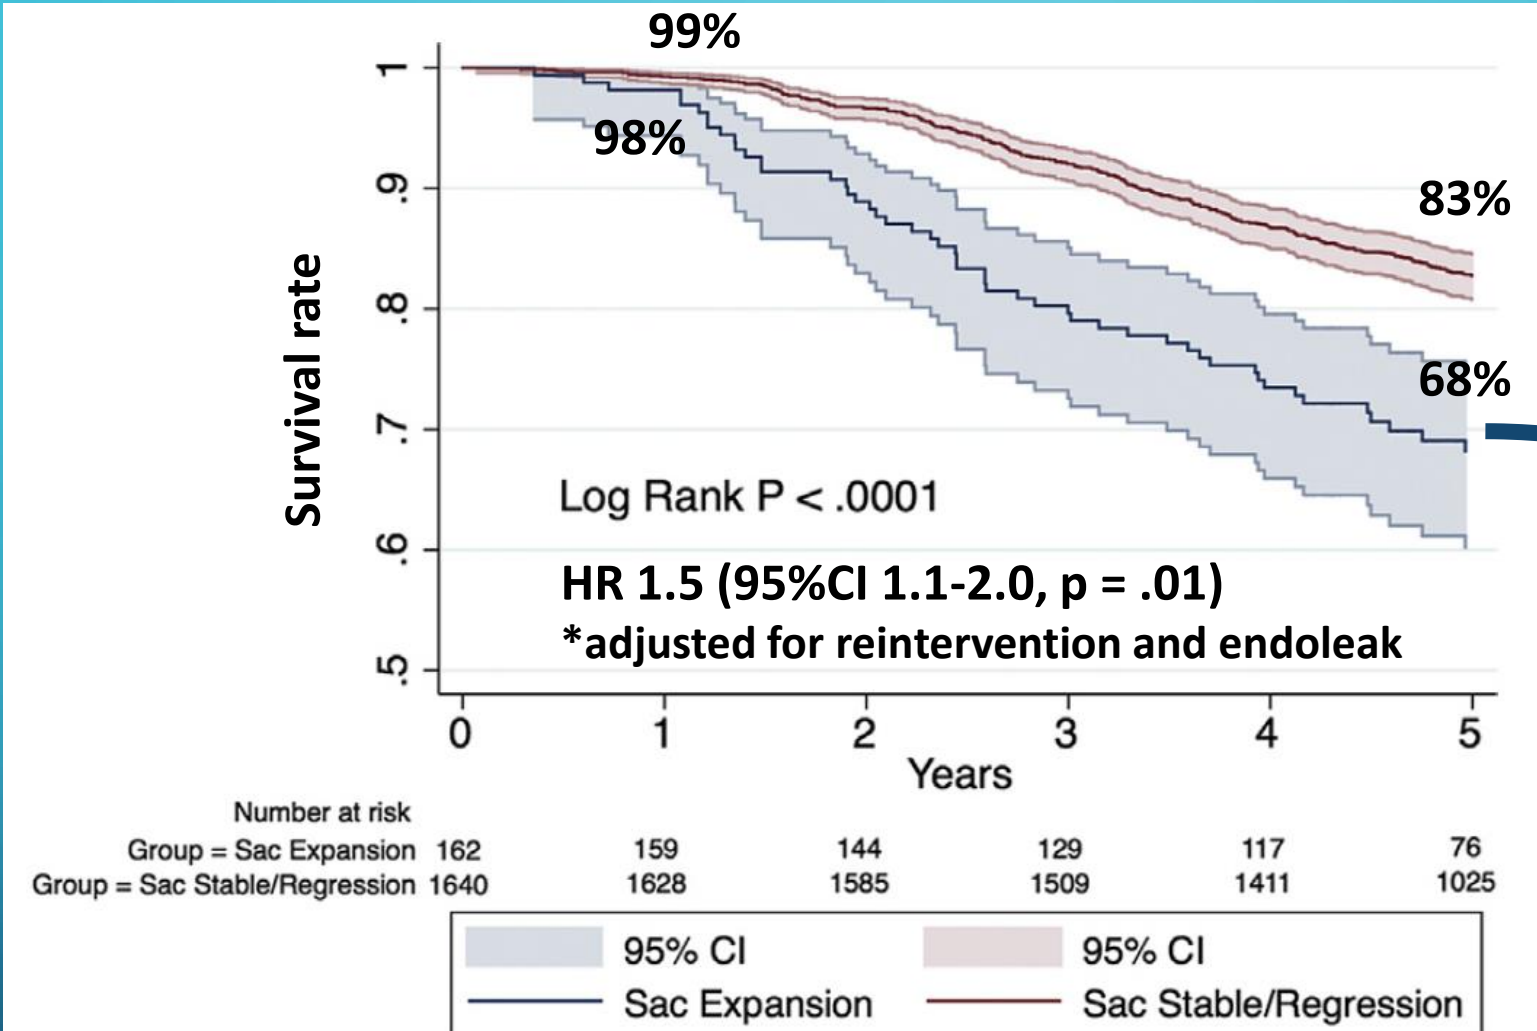 99%
1
98%
.9
83%
.8
68%
.7
Survival rate
Log Rank P < .0001
.6
HR 1.5 (95%CI 1.1-2.0, p = .01)
*adjusted for reintervention and endoleak
.5
0 1 2 3 4 5
Years
Number at risk
Group = Sac Expansion 162 159 144 129 117 76
Group = Sac Stable/Regression 1640 1628 1585 1509 1411 1025
95% CI 95% CI
Sac Expansion Sac Stable/Regression